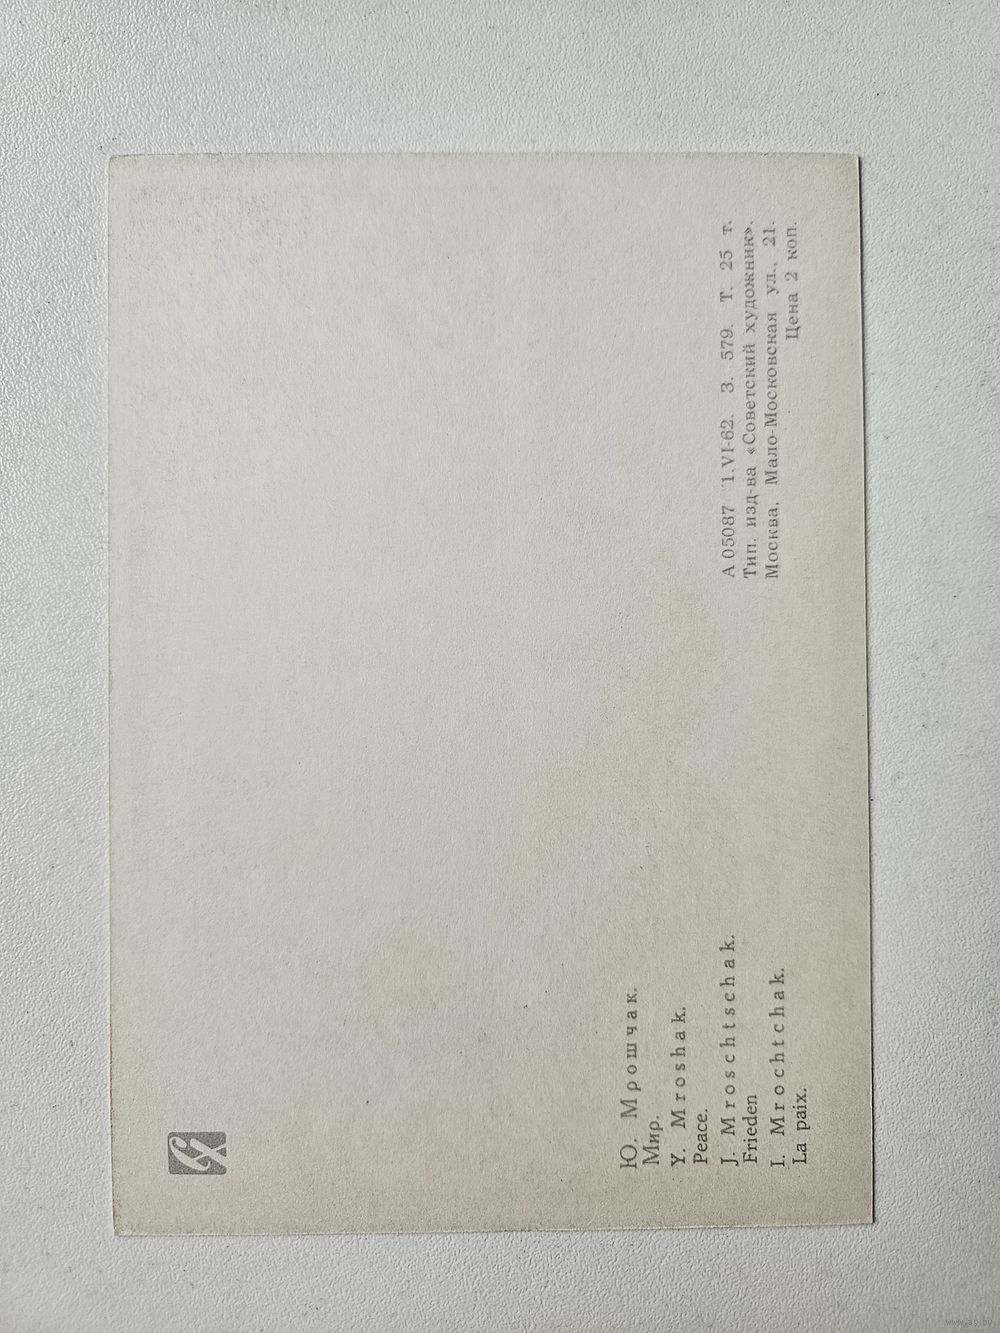 Ю. Мрошчак.
Мир.
Y. Mroshak.
Peace.
J. Mroschtschak.
Frieden
I. Mrochtchak.
La paix.
А 05087 1.VI-62. З. 579. Т. 25 т.
Тип. изд-ва «Советский художник».
Москва, Мало-Московская ул., 21.
Цена 2 коп.